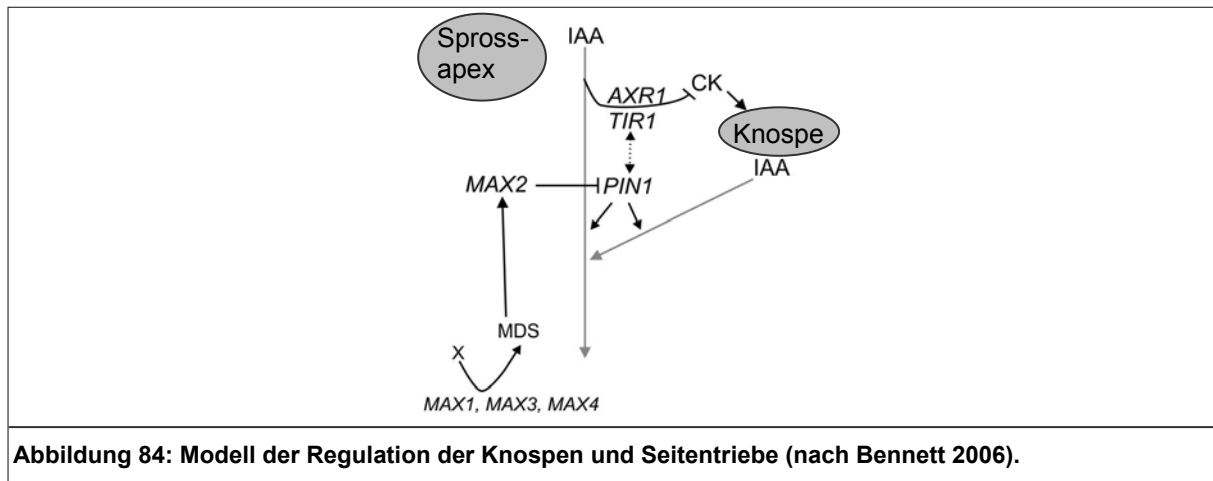 Spross-
apex
IAA
CK
AXR1
TIR1
Knospe
IAA
MAX2
PIN1
MDS
X
MAX1, MAX3, MAX4
Abbildung 84: Modell der Regulation der Knospen und Seitentriebe (nach Bennett 2006).